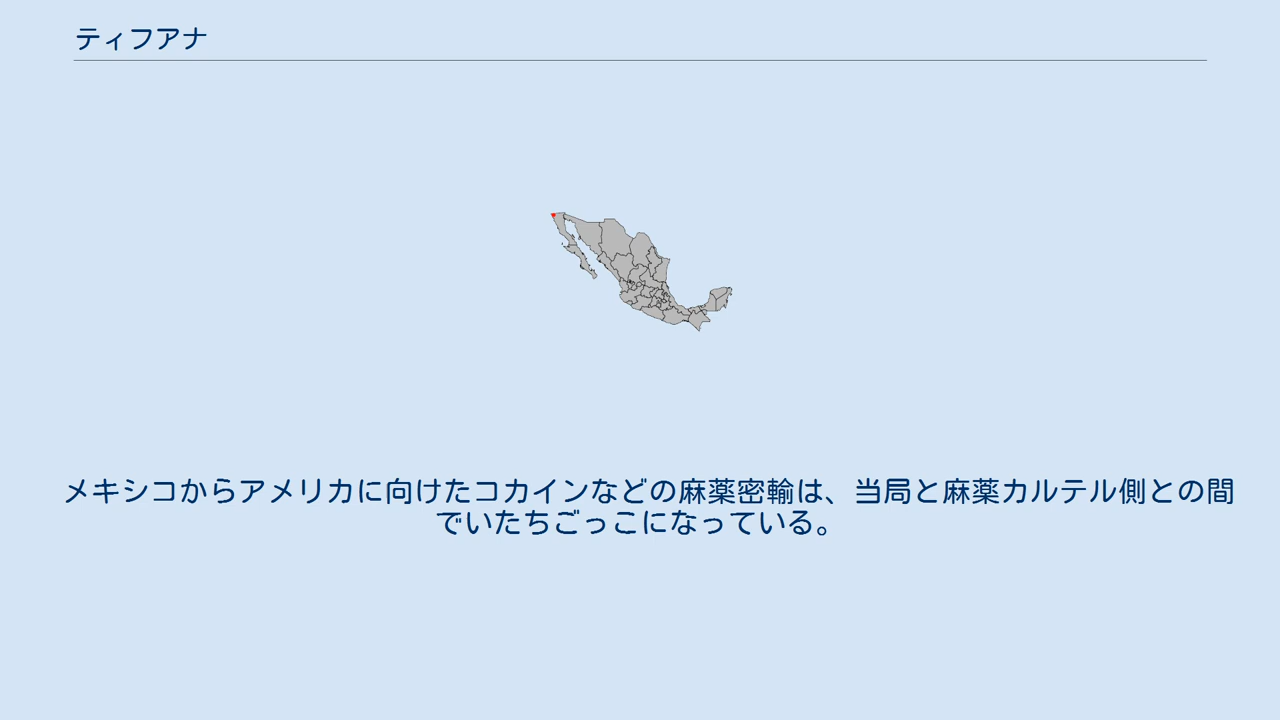 ティフアナ
メキシコからアメリカに向けたコカインなどの麻薬密輸は、当局と麻薬カルテル側との間
でいたちごっこになっている。